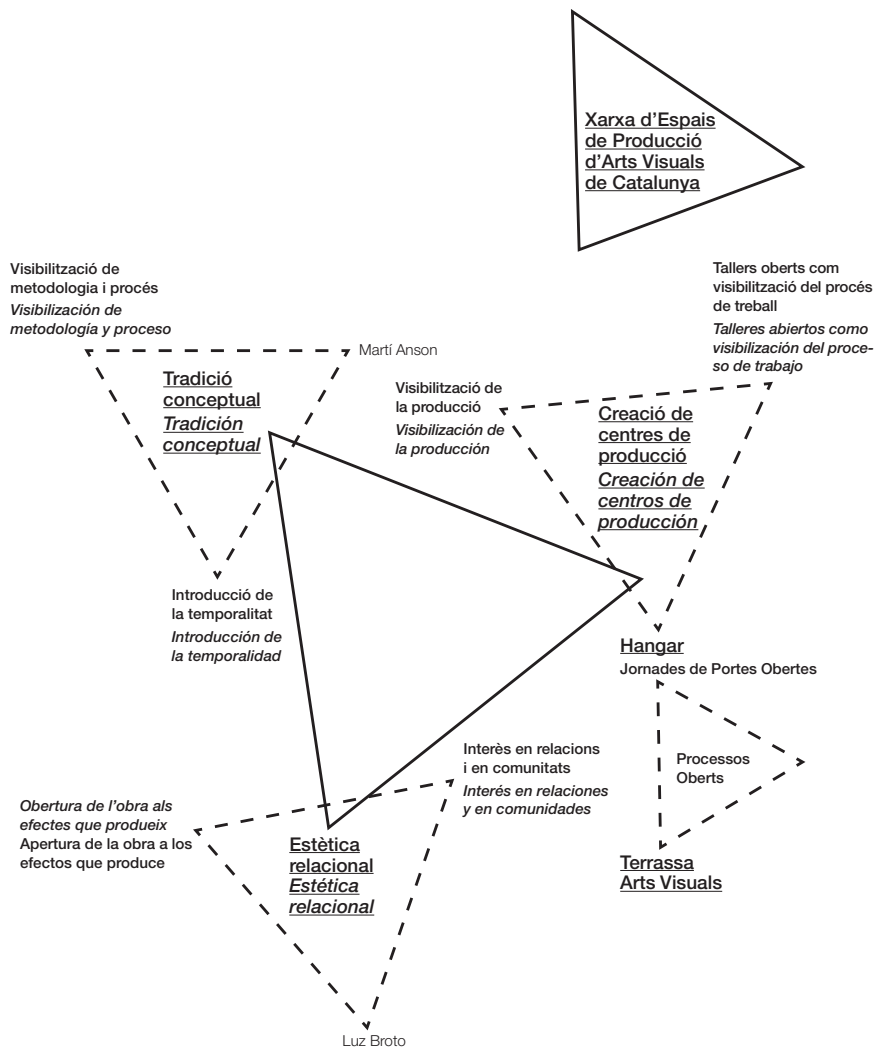 Xarxa d’Espais
de Producció
d’Arts Visuals
de Catalunya
Visibilització de
metodologia i procés
Visibilización de
metodología y proceso
Tallers oberts com
visibilització del procés
de treball
Talleres abiertos como
visibilización del proce-
so de trabajo
Martí Anson
Tradició
conceptual
Tradición
conceptual
Visibilització de
la producció
Visibilización de
la producción
Creació de
centres de
producció
Creación de
centros de
producción
Introducció de
la temporalitat
Introducción de
la temporalidad
Hangar
Jornades de Portes Obertes
Processos
Oberts
Interès en relacions
i en comunitats
Interés en relaciones
y en comunidades
Obertura de l’obra als
efectes que produeix
Apertura de la obra a los
efectos que produce
Estètica
relacional
Estética
relacional
Terrassa
Arts Visuals
Luz Broto